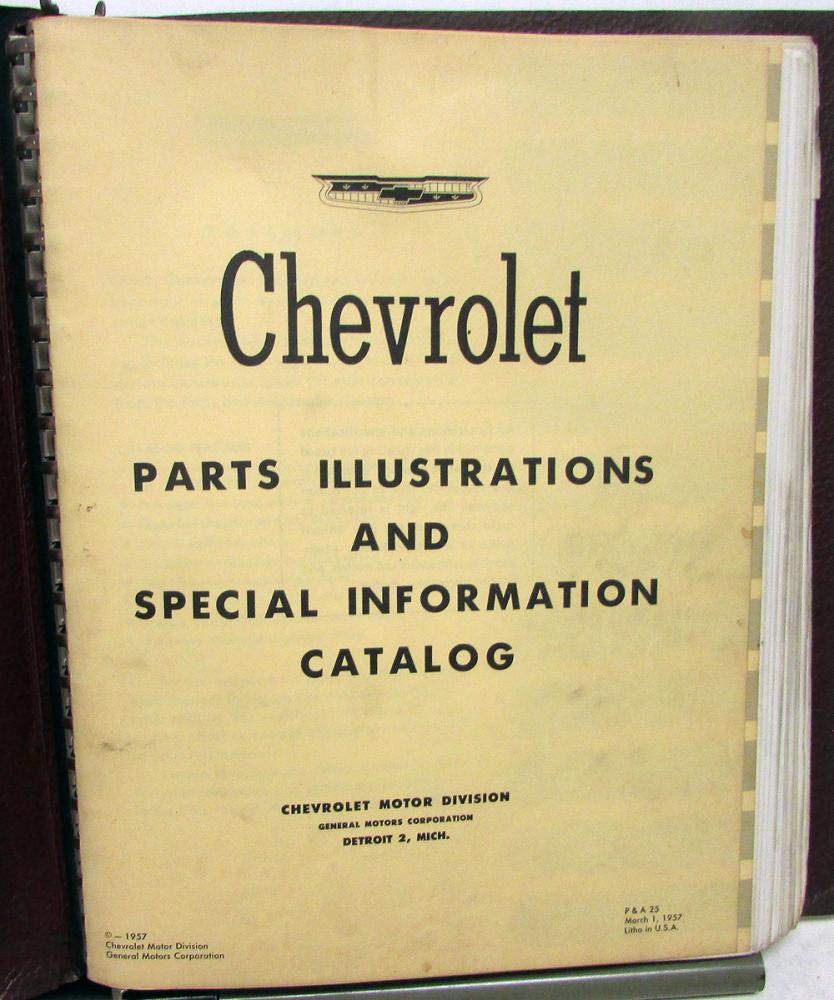 Chevrolet
PARTS ILLUSTRATIONS
AND
SPECIAL INFORMATION
CATALOG
CHEVROLET MOTOR DIVISION
GENERAL MOTORS CORPORATION
DETROIT 2, MICH.
© — 1957
Chevrolet Motor Division
General Motors Corporation
P & A 25
March 1, 1957
Litho in U.S.A.